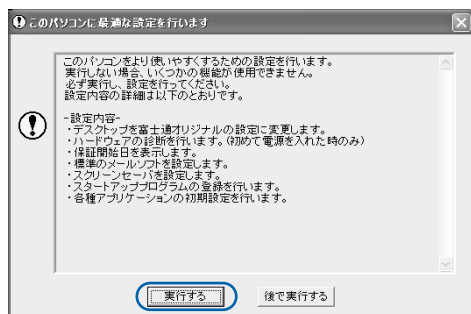 このパソコンに最適な設定を行います
このパソコンをより使いやすくするための設定を行います。
実行しない場合、いくつかの機能が使用できません。
必ず実行し、設定を行ってください。
設定内容の詳細は以下のとおりです。
-設定内容-
・デスクトップを富士通オリジナルの設定に変更します。
・ハードウェアの診断を行います。(初めて電源を入れた時のみ)
・保証開始日を表示します。
・標準のメールソフトを設定します。
・スクリーンセーバを設定します。
・スタートアッププログラムの登録を行います。
・各種アプリケーションの初期設定を行います。
実行する
後で実行する